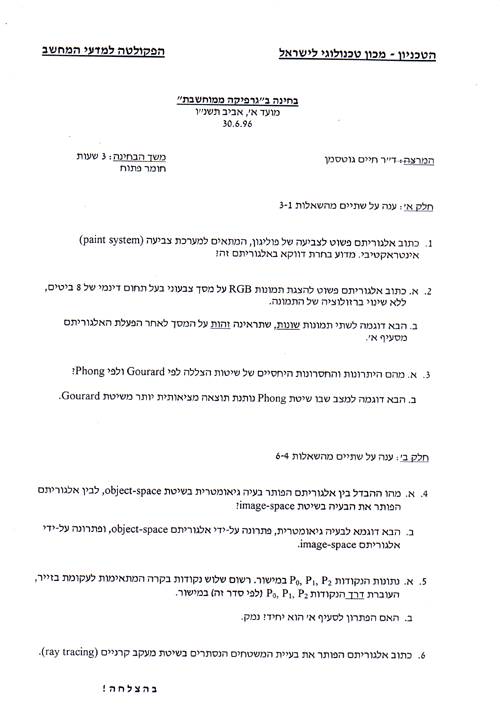 הטכניון - מכון טכנולוגי לישראל הפקולטה למדעי המחשב
בחינה ב"גרפיקה ממוחשבת"
מועד א', אביב תשנ"ו
30.6.96
המרצה: ד"ר חיים גוטסמן משך הבחינה: 3 שעות
חומר פתוח
חלק א': ענה על שתיים מהשאלות 3-1
1. כתוב אלגוריתם פשוט לצביעה של פוליגון, המתאים למערכת צביעה (paint system)
אינטראקטיבי. מדוע בחרת דווקא באלגוריתם זה?
2. א. כתוב אלגוריתם פשוט להצגת תמונות RGB על מסך צבעוני בעל תחום דינמי של 8 ביטים,
ללא שינוי ברזולוציה של התמונה.
ב. הבא דוגמה לשתי תמונות שונות, שתראינה זהות על המסך לאחר הפעלת האלגוריתם
מסעיף א'.
3. א. מהם היתרונות והחסרונות היחסיים של שיטות הצללה לפי Gourard ולפי Phong?
ב. הבא דוגמה למצב שבו שיטת Phong נותנת תוצאה מציאותית יותר משיטת Gourard.
חלק ב': ענה על שתיים מהשאלות 6-4
4. א. מהו ההבדל בין אלגוריתם הפותר בעיה גיאומטרית בשיטת object-space, לבין אלגוריתם
הפותר את הבעיה בשיטת image-space?
ב. הבא דוגמא לבעיה גיאומטרית, פתרונה על-ידי אלגוריתם object-space, ופתרונה על-ידי
אלגוריתם image-space.
5. א. נתונות הנקודות P₀, P₁, P₂ במישור. רשום שלוש נקודות בקרה המתאימות לעקומת בזייר,
העוברת דרך הנקודות P₀, P₁, P₂ (לפי סדר זה) במישור.
ב. האם הפתרון לסעיף א' הוא יחיד? נמק.
6. כתוב אלגוריתם הפותר את בעיית המשטחים הנסתרים בשיטת מעקב קרניים (ray tracing).
בהצלחה!